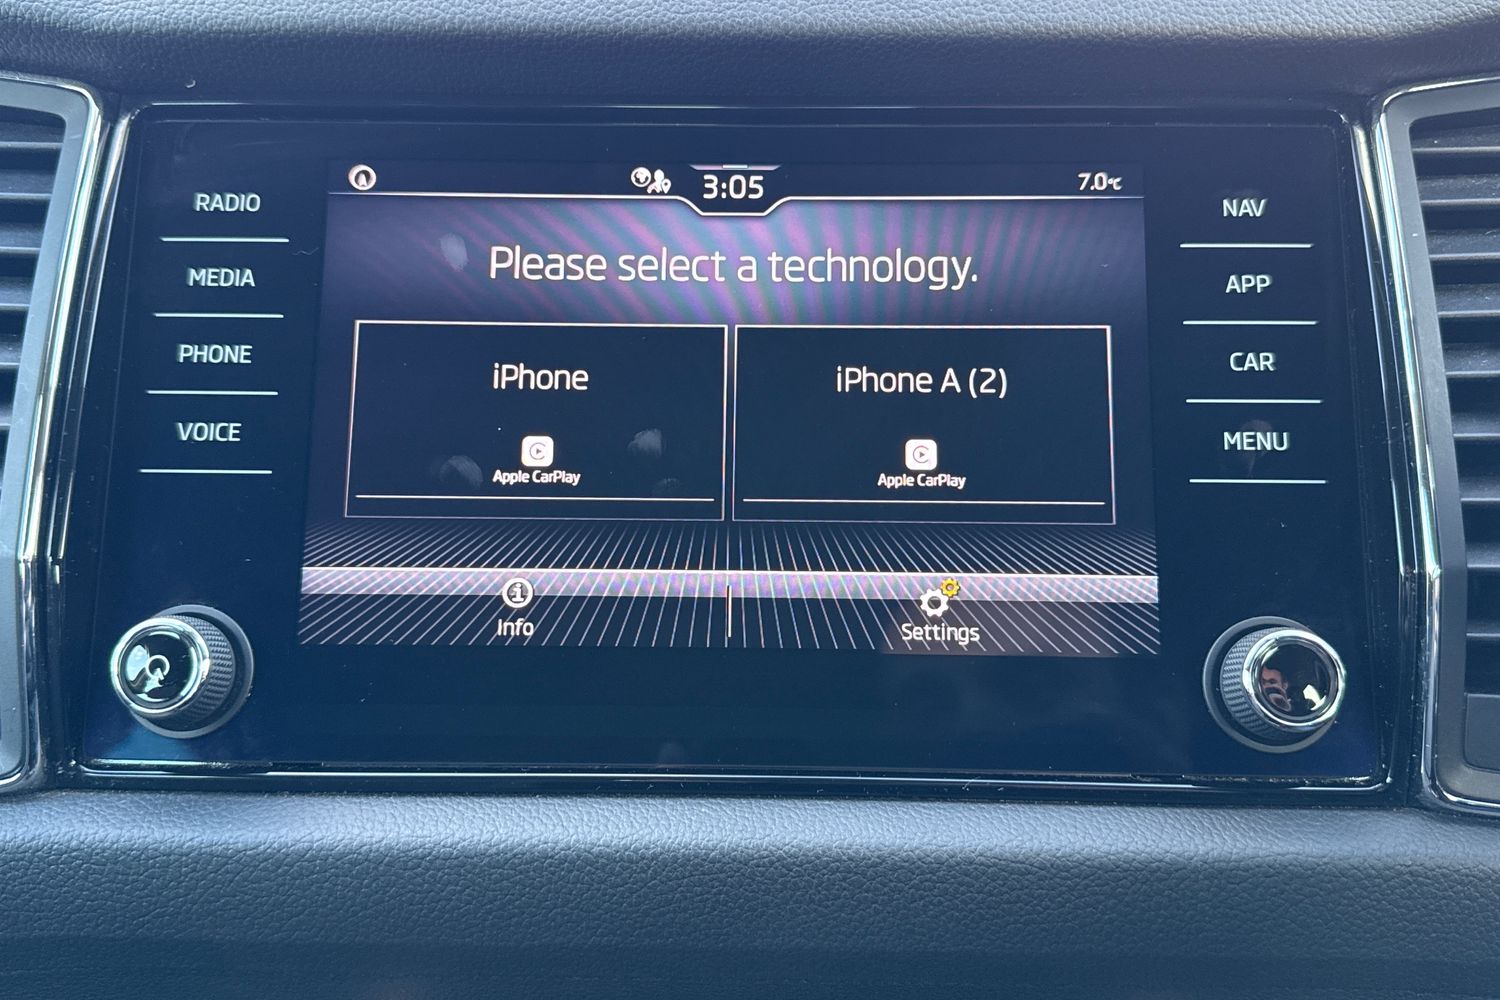 RADIO
MEDIA
PHONE
VOICE
3:05
7.0°C
Please select a technology.
iPhone
Apple CarPlay
iPhone A (2)
Apple CarPlay
Info
Settings
NAV
APP
CAR
MENU